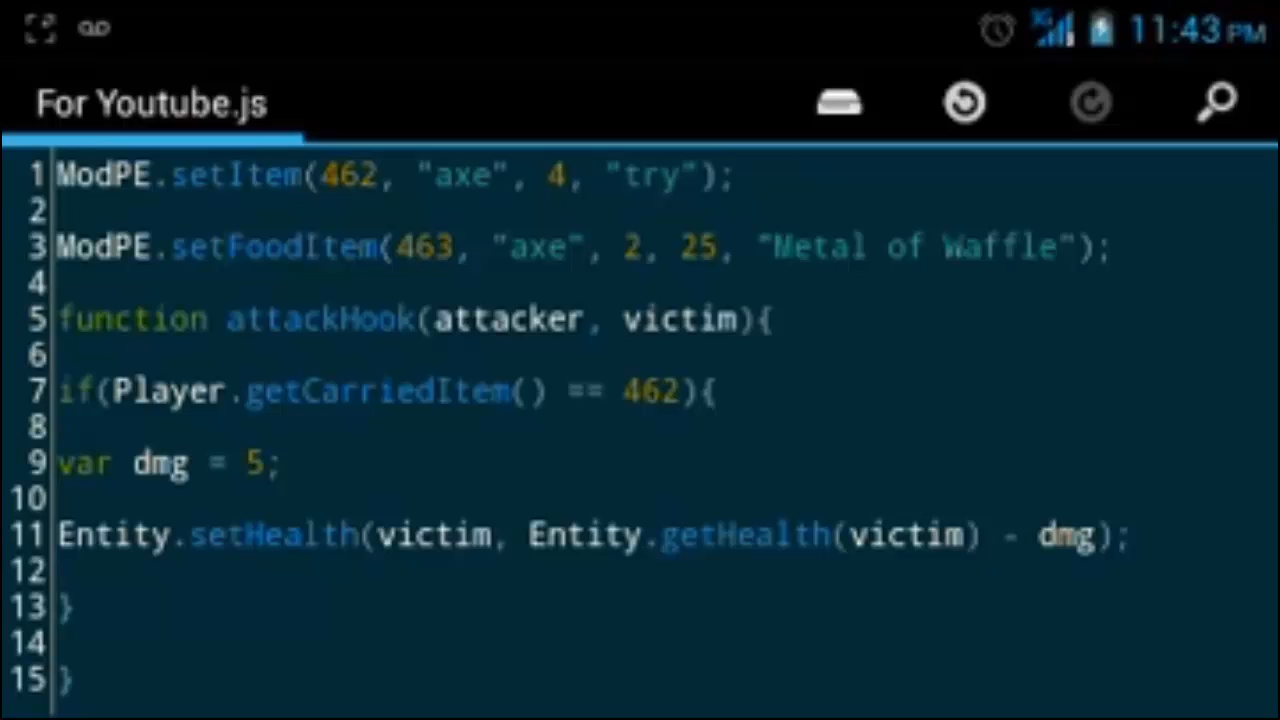 3G 11:43 PM
For Youtube.js
1 ModPE.setItem(462, "axe", 4, "try");
2
3 ModPE.setFoodItem(463, "axe", 2, 25, "Metal of Waffle");
4
5 function attackHook(attacker, victim){
6
7 if(Player.getCarriedItem() == 462){
8
9 var dmg = 5;
10
11 Entity.setHealth(victim, Entity.getHealth(victim) - dmg);
12
13 }
14
15 }